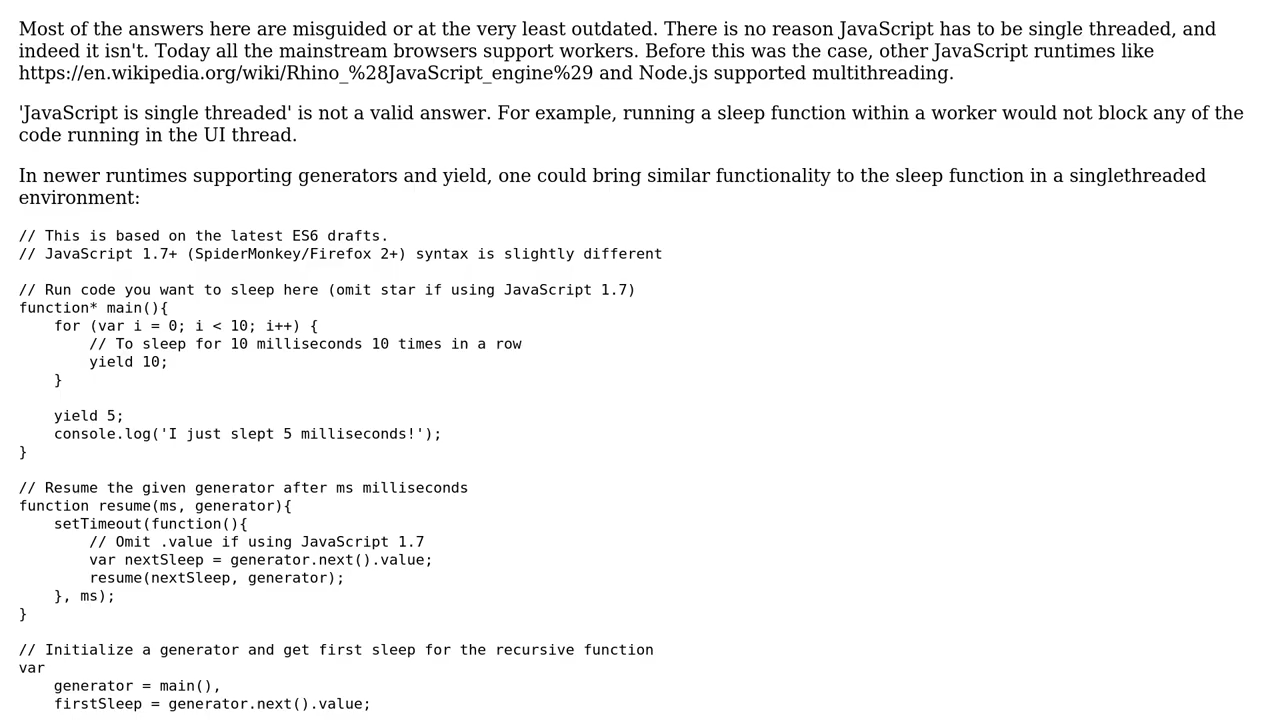 Most of the answers here are misguided or at the very least outdated. There is no reason JavaScript has to be single threaded, and
indeed it isn't. Today all the mainstream browsers support workers. Before this was the case, other JavaScript runtimes like
https://en.wikipedia.org/wiki/Rhino_%28JavaScript_engine%29 and Node.js supported multithreading.
'JavaScript is single threaded' is not a valid answer. For example, running a sleep function within a worker would not block any of the
code running in the UI thread.
In newer runtimes supporting generators and yield, one could bring similar functionality to the sleep function in a singlethreaded
environment:
// This is based on the latest ES6 drafts.
// JavaScript 1.7+ (SpiderMonkey/Firefox 2+) syntax is slightly different
// Run code you want to sleep here (omit star if using JavaScript 1.7)
function* main(){
    for (var i = 0; i < 10; i++) {
        // To sleep for 10 milliseconds 10 times in a row
        yield 10;
    }
    yield 5;
    console.log('I just slept 5 milliseconds!');
}
// Resume the given generator after ms milliseconds
function resume(ms, generator){
    setTimeout(function(){
        // Omit .value if using JavaScript 1.7
        var nextSleep = generator.next().value;
        resume(nextSleep, generator);
    }, ms);
}
// Initialize a generator and get first sleep for the recursive function
var
    generator = main(),
    firstSleep = generator.next().value;